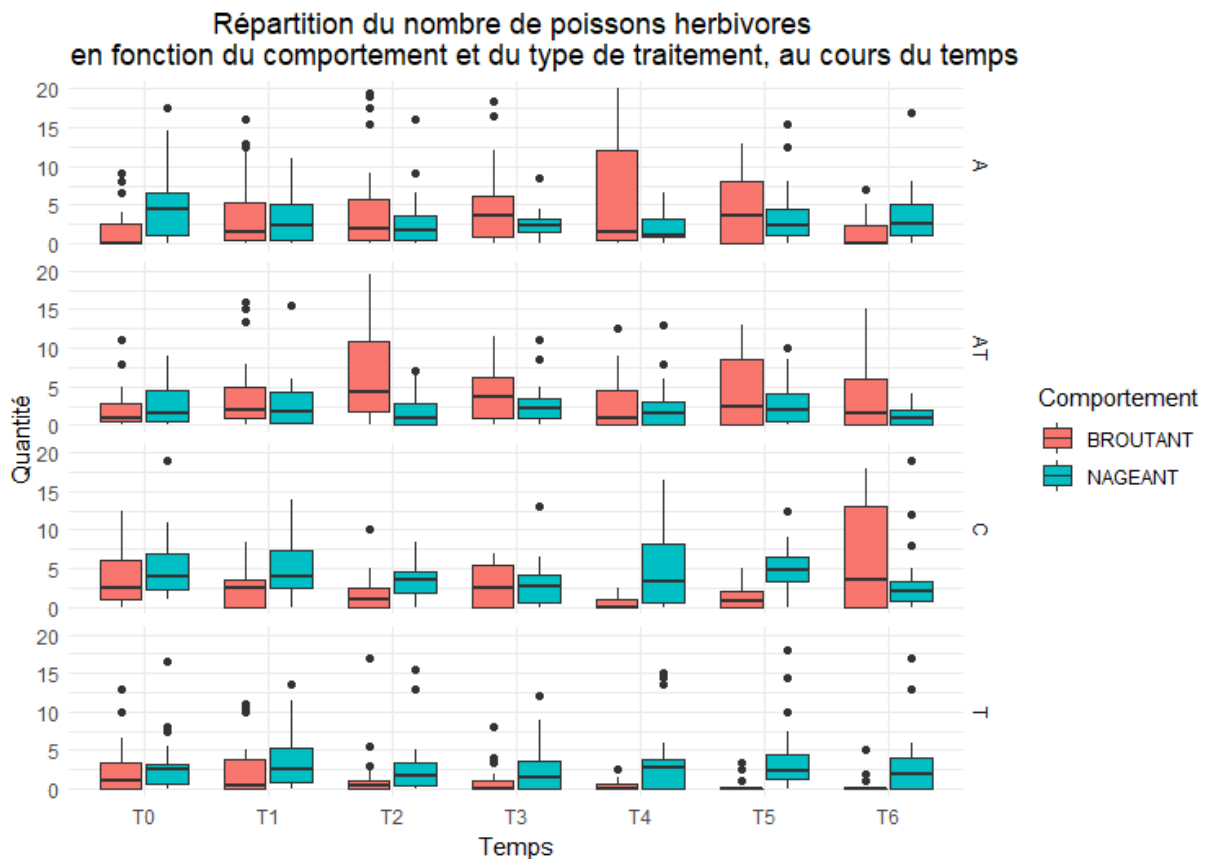 Répartition du nombre de poissons herbivores
en fonction du comportement et du type de traitement, au cours du temps
Quantité
20
15
10
5
0
A
20
15
10
5
0
AT
20
15
10
5
0
C
20
15
10
5
0
T
T0 T1 T2 T3 T4 T5 T6
Temps
Comportement
BROUTANT
NAGEANT